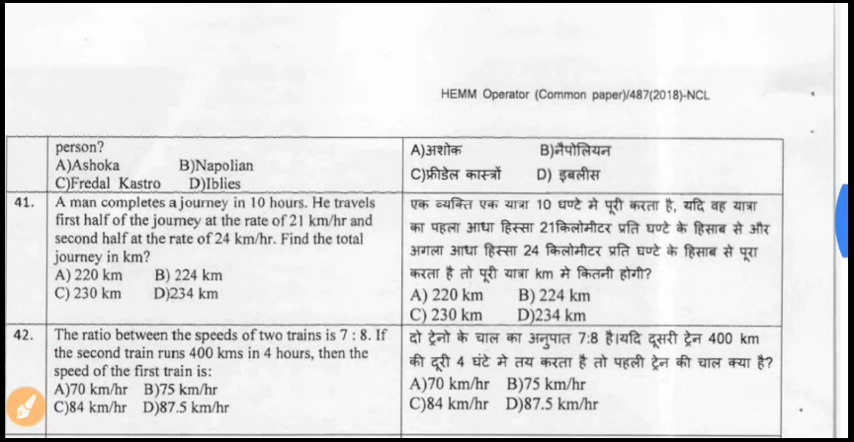 HEMM Operator (Common paper)/487(2018)-NCL
person?
A)Ashoka B)Napolian
C)Fredal Kastro D)Iblies
A)अशोक B)नैपोलियन
C)फ्रीडेल कास्त्रों D) इबलीस
41. A man completes a journey in 10 hours. He travels
first half of the journey at the rate of 21 km/hr and
second half at the rate of 24 km/hr. Find the total
journey in km?
A) 220 km B) 224 km
C) 230 km D)234 km
एक व्यक्ति एक यात्रा 10 घण्टे मे पूरी करता है, यदि वह यात्रा
का पहला आधा हिस्सा 21किलोमीटर प्रति घण्टे के हिसाब से और
अगला आधा हिस्सा 24 किलोमीटर प्रति घण्टे के हिसाब से पूरा
करता है तो पूरी यात्रा km मे कितनी होगी?
A) 220 km B) 224 km
C) 230 km D)234 km
42. The ratio between the speeds of two trains is 7 : 8. If
the second train runs 400 kms in 4 hours, then the
speed of the first train is:
A)70 km/hr B)75 km/hr
C)84 km/hr D)87.5 km/hr
दो ट्रेनो के चाल का अनुपात 7:8 है।यदि दूसरी ट्रेन 400 km
की दूरी 4 घंटे मे तय करता है तो पहली ट्रेन की चाल क्या है?
A)70 km/hr B)75 km/hr
C)84 km/hr D)87.5 km/hr